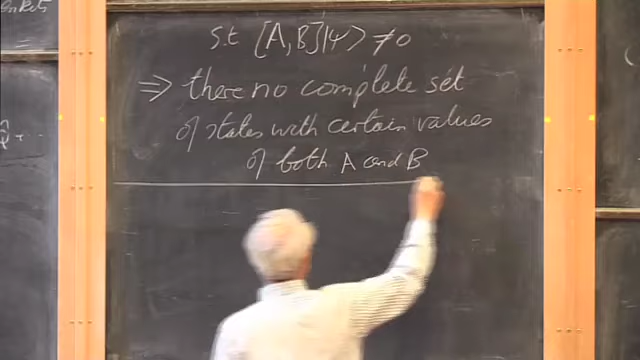 s.t [A,B]|ψ> ≠0
⇒ there no complete set
of states with certain values
of both A and B